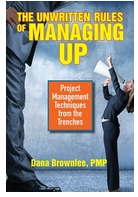 THE UNWRITTEN RULES
OF MANAGING
UP
Project
Management
Techniques
from the
Trenches
Dana Brownlee, PMP